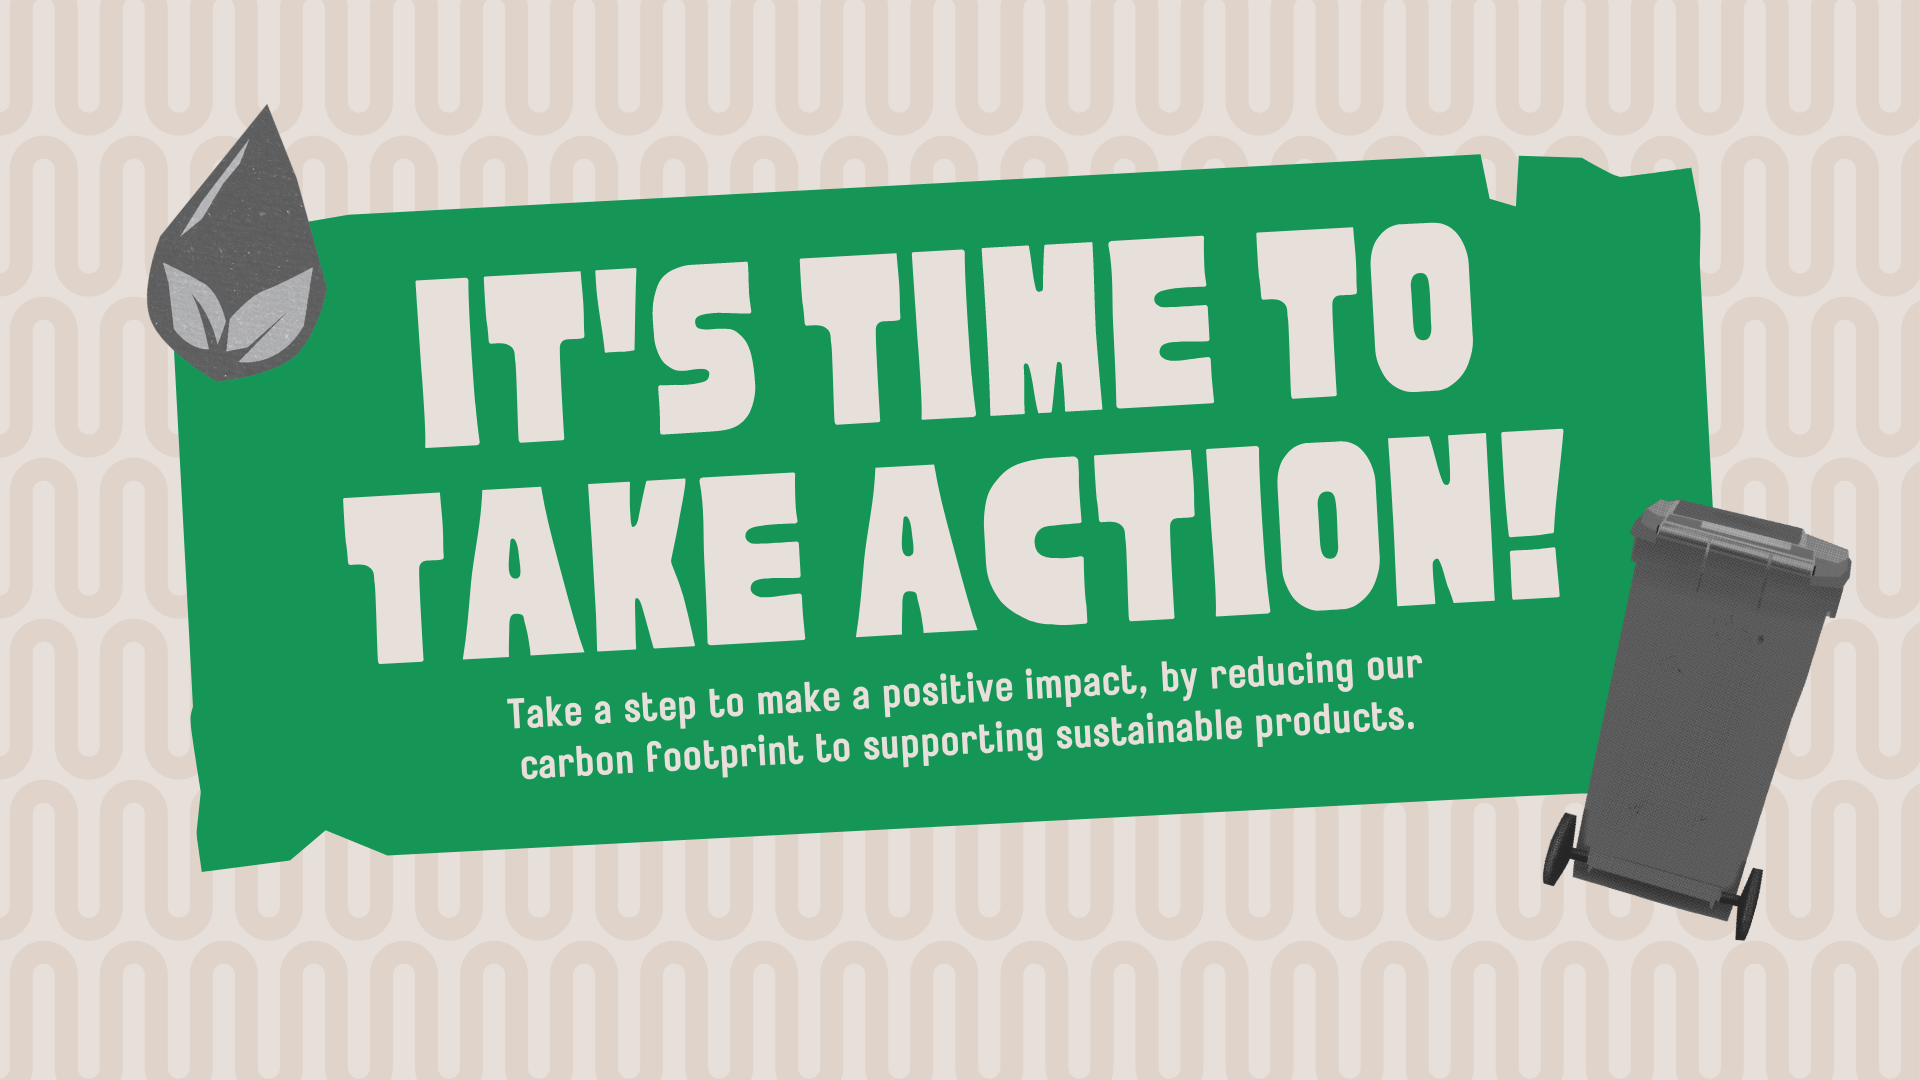 IT'S TIME TO
TAKE ACTION!
Take a step to make a positive impact, by reducing our
carbon footprint to supporting sustainable products.